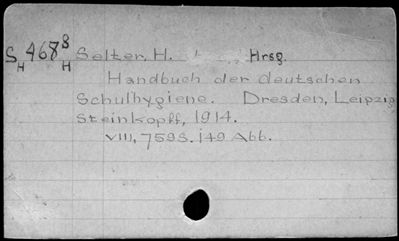 S 468 8 Selter, H. Hrsg.
H H
Handbuch der deutschen
Schulhygiene. Dresden, Leipzig
Steinkopff, 1914.
VIII, 759 S. 149 Abb.